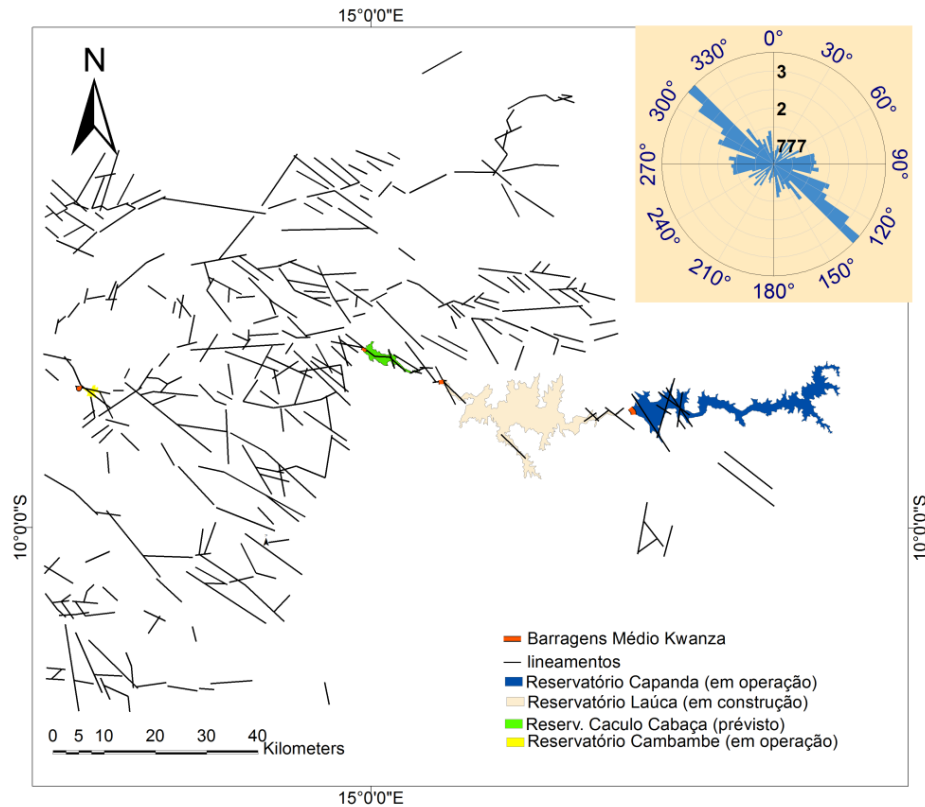 15°0'0"E
N
0°
30°
60°
90°
120°
150°
180°
210°
240°
270°
300°
330°
3
2
777
10°0'0"S
10°0'0"S
Barragens Médio Kwanza
lineamentos
Reservatório Capanda (em operação)
Reservatório Laúca (em construção)
Reserv. Caculo Cabaça (prévisto)
Reservatório Cambambe (em operação)
0 5 10 20 30 40
Kilometers
15°0'0"E